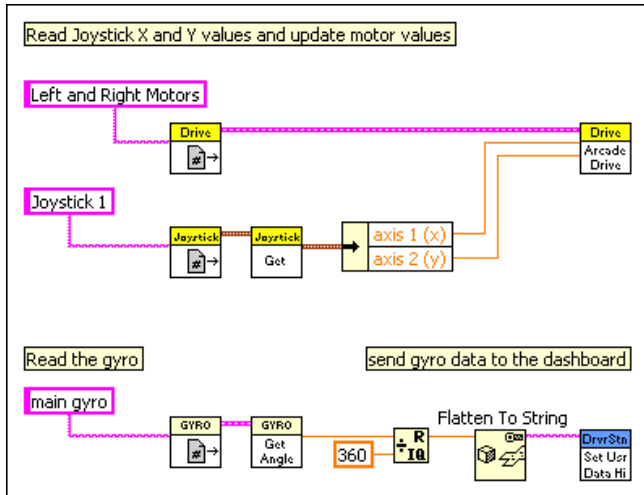 Read Joystick X and Y values and update motor values
Left and Right Motors
Drive
#
Drive
Arcade
Drive
Joystick 1
Joystick
#
Joystick
Get
axis 1 (x)
axis 2 (y)
Read the gyro
send gyro data to the dashboard
main gyro
GYRO
#
GYRO
Get
Angle
360
R
IQ
Flatten To String
DrvrStn
Set Usr
Data Hi